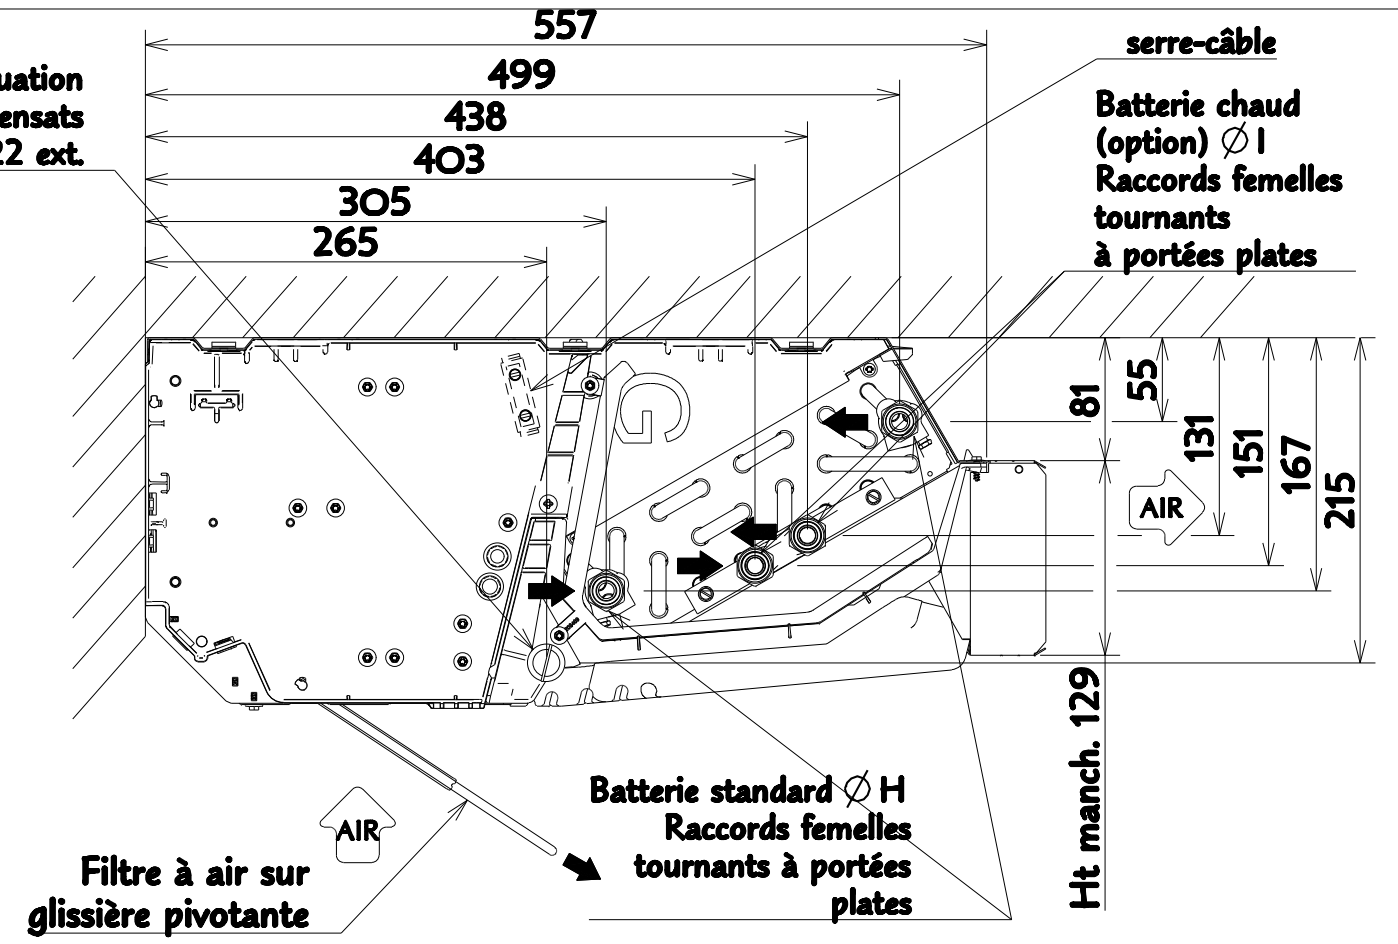 557
499
438
403
305
265
uation
ensats
22 ext.
serre-câble
Batterie chaud
(option) ∅ I
Raccords femelles
tournants
à portées plates
G
81
55
131
151
167
215
AIR
Ht manch. 129
Batterie standard ∅ H
Raccords femelles
tournants à portées
plates
AIR
Filtre à air sur
glissière pivotante